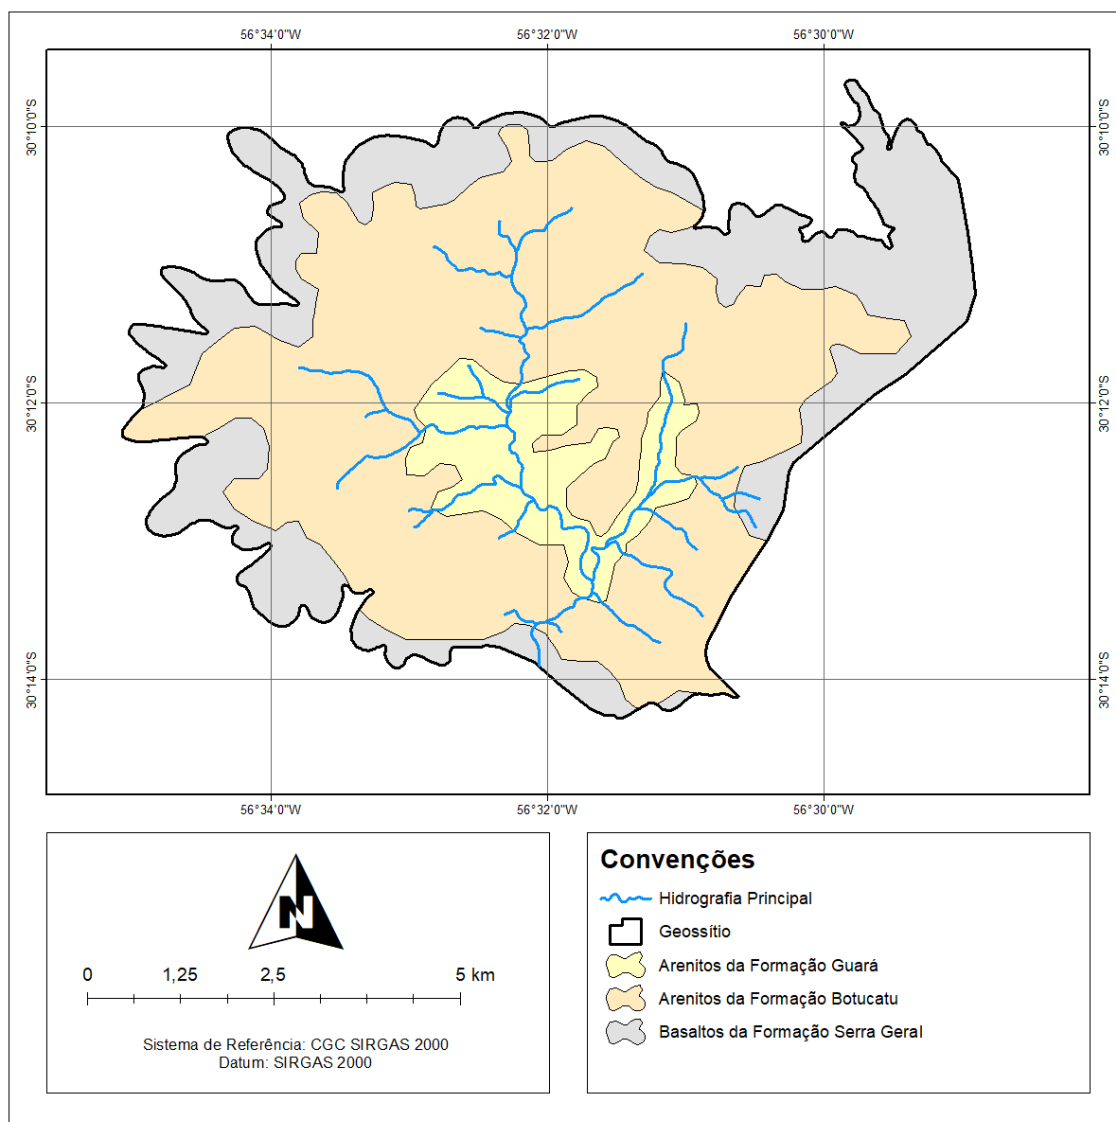 56°34'0"W 56°32'0"W 56°30'0"W
30°10'0"S 30°10'0"S
30°12'0"S 30°12'0"S
30°14'0"S 30°14'0"S
56°34'0"W 56°32'0"W 56°30'0"W
N
0 1,25 2,5 5 km
Sistema de Referência: CGC SIRGAS 2000
Datum: SIRGAS 2000
Convenções
Hidrografia Principal
Geossítio
Arenitos da Formação Guará
Arenitos da Formação Botucatu
Basaltos da Formação Serra Geral